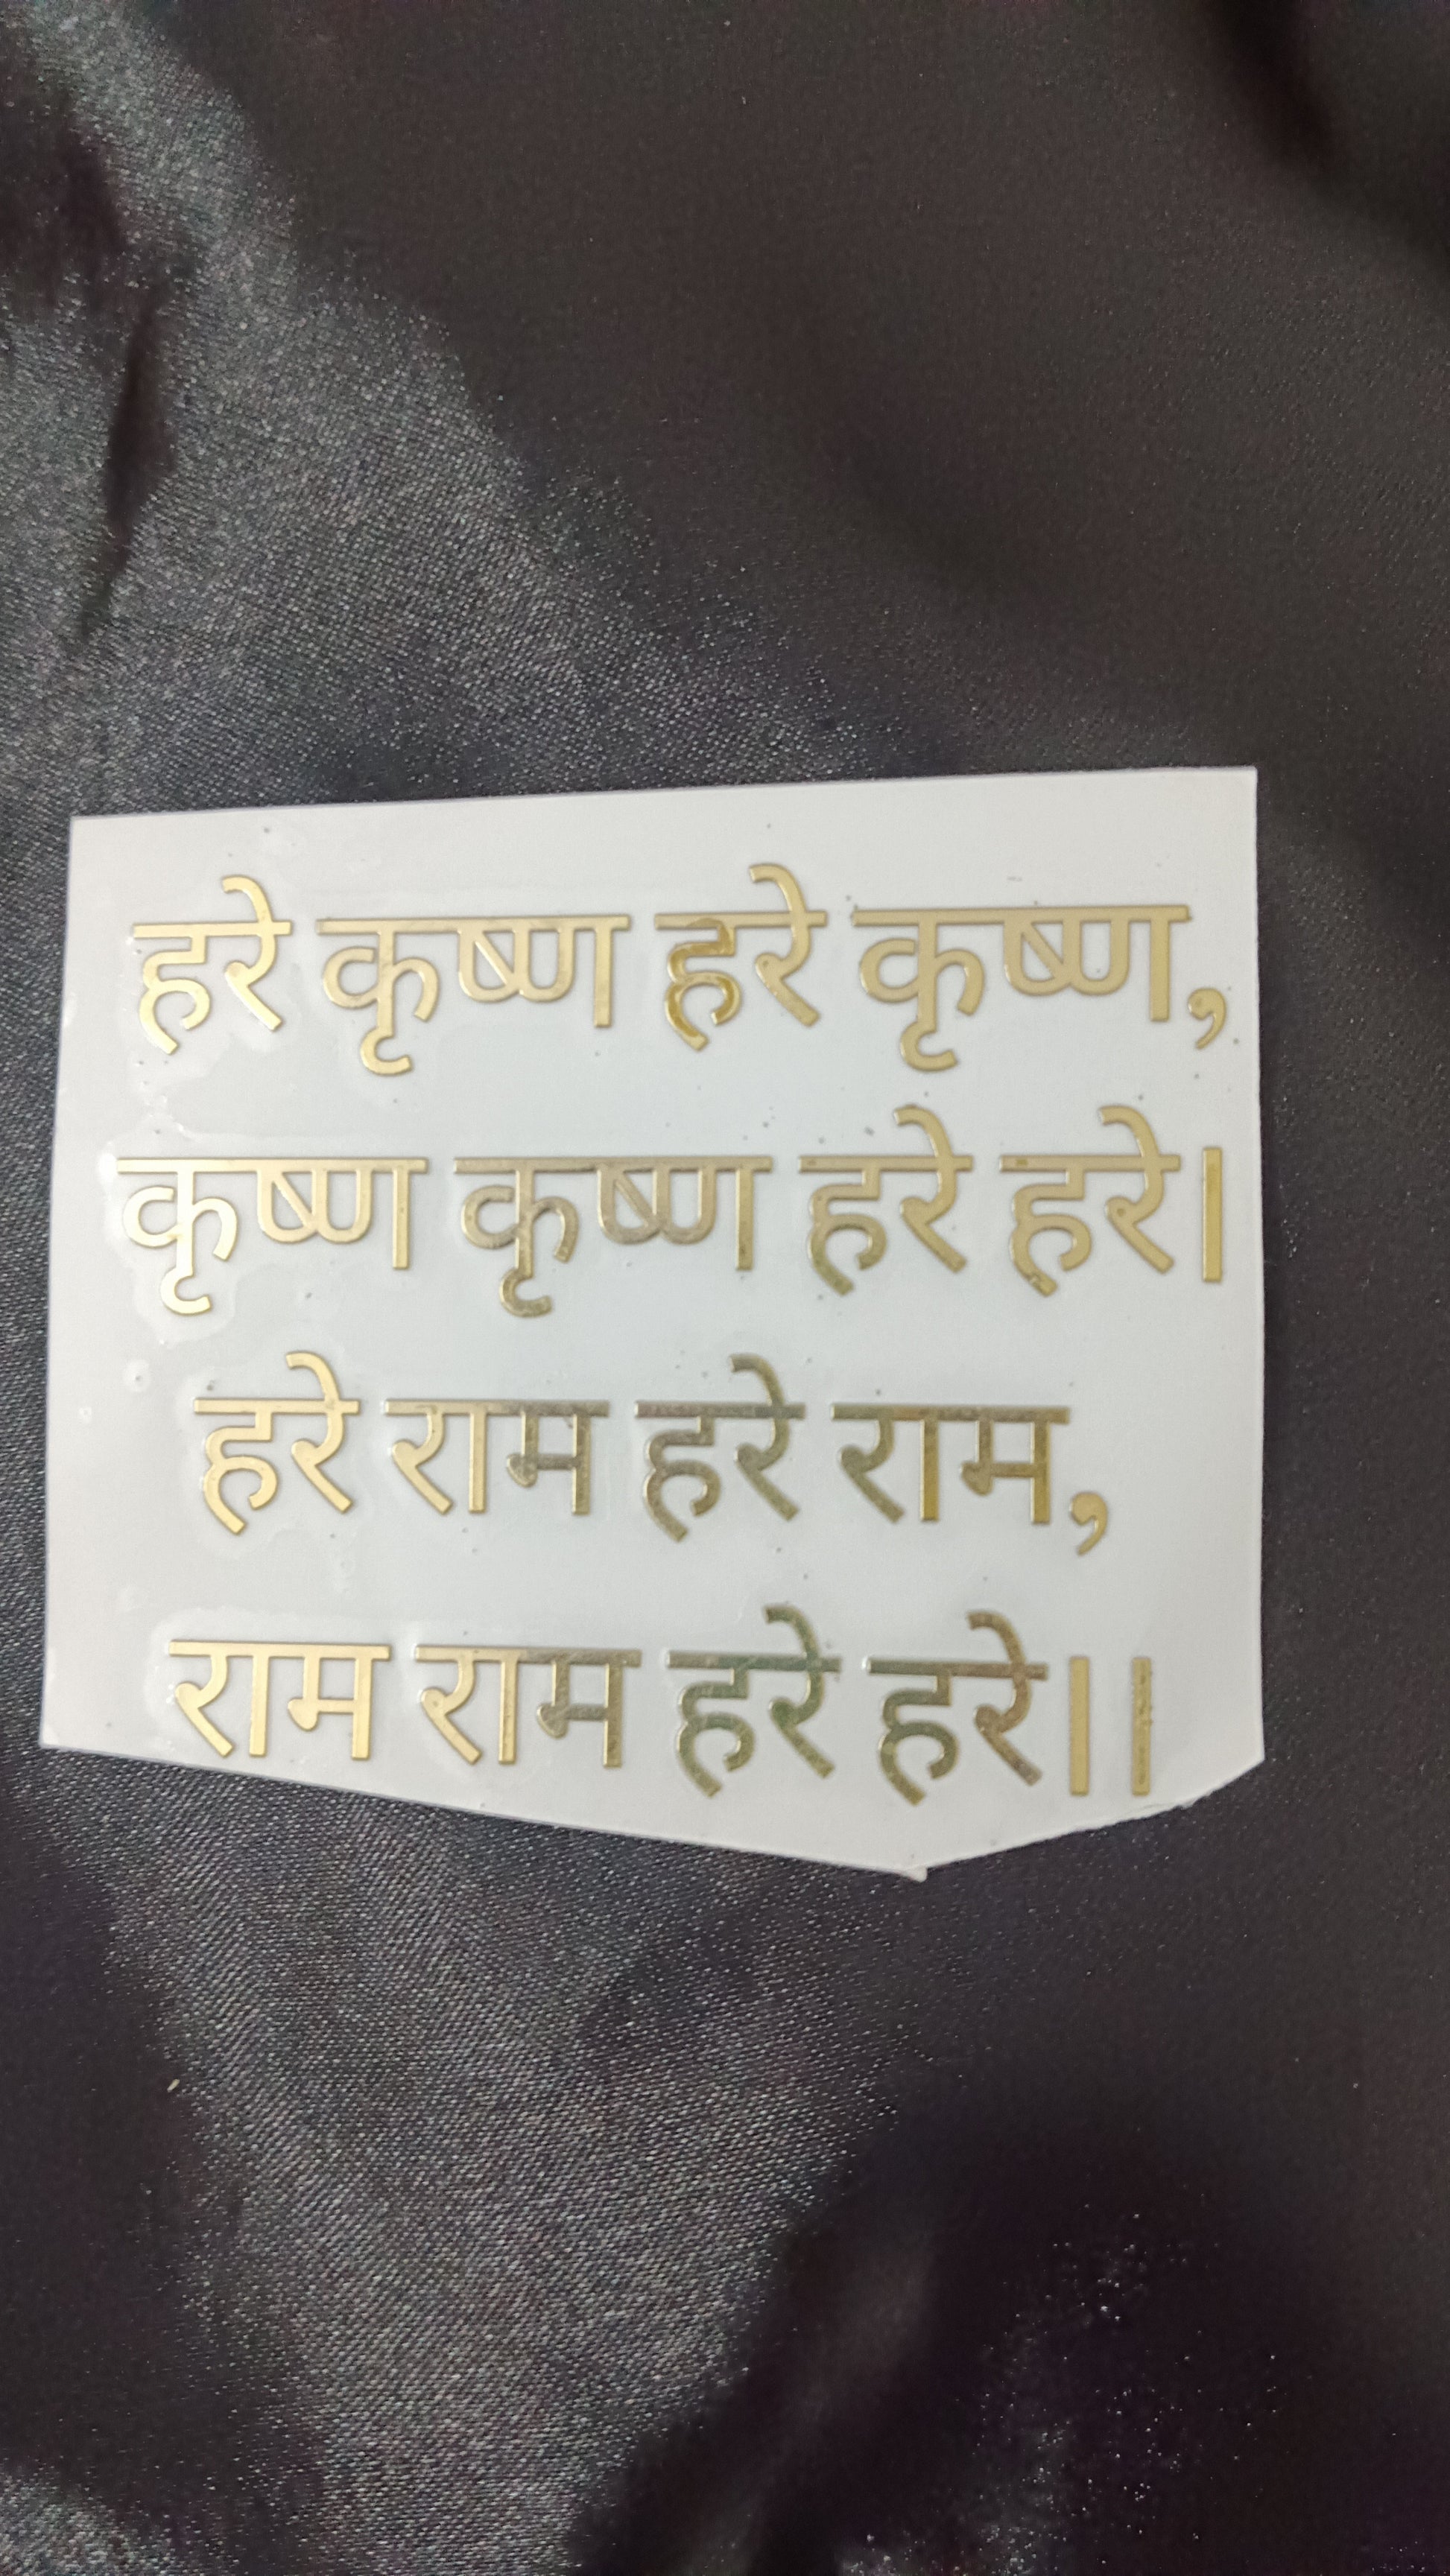 हरे कृष्ण हरे कृष्ण,
कृष्ण कृष्ण हरे हरे।
हरे राम हरे राम,
राम राम हरे हरे||